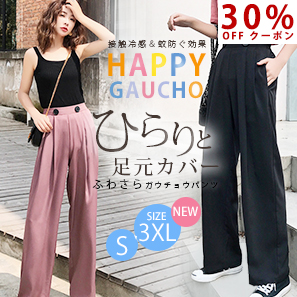 接触冷感&蚊防ぐ効果
30%
OFF クーポン
HAPPY
GAUCHO
ひらりと
足元カバー
ふわさらガウチョウパンツ
NEW
SIZE
S 3XL